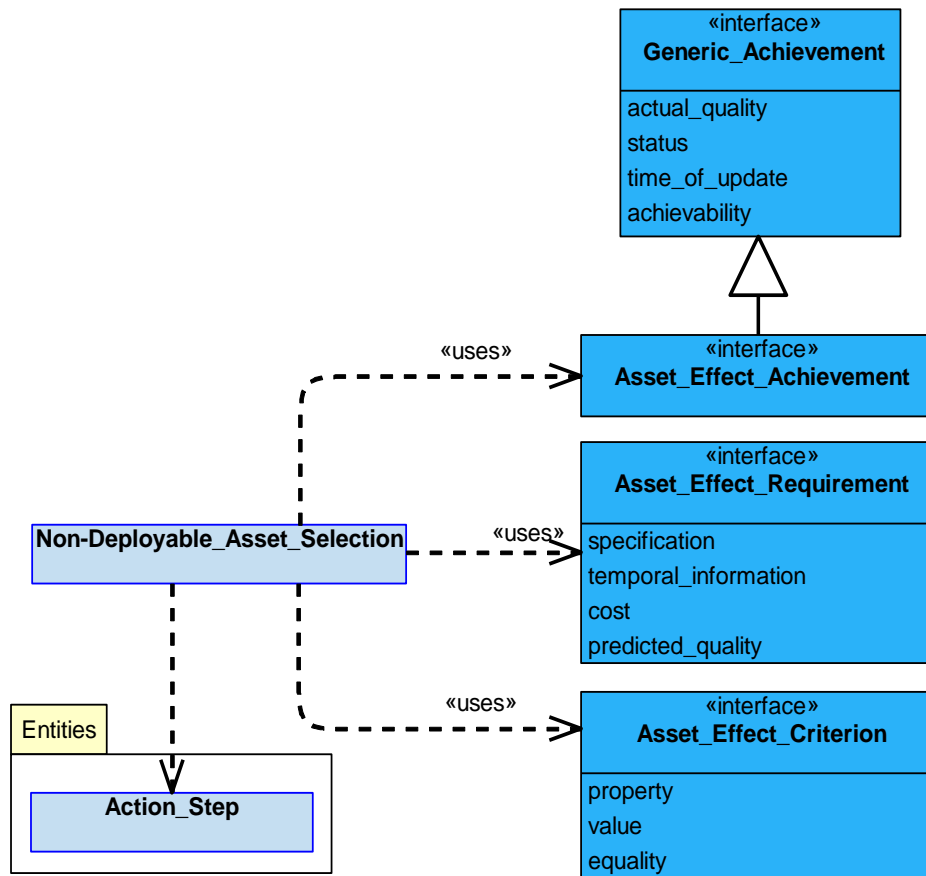 «interface»
Generic_Achievement
actual_quality
status
time_of_update
achievability
«uses»
«interface»
Asset_Effect_Achievement
«interface»
Asset_Effect_Requirement
Non-Deployable_Asset_Selection
«uses»
specification
temporal_information
cost
predicted_quality
«uses»
«interface»
Asset_Effect_Criterion
Entities
property
value
equality
Action_Step